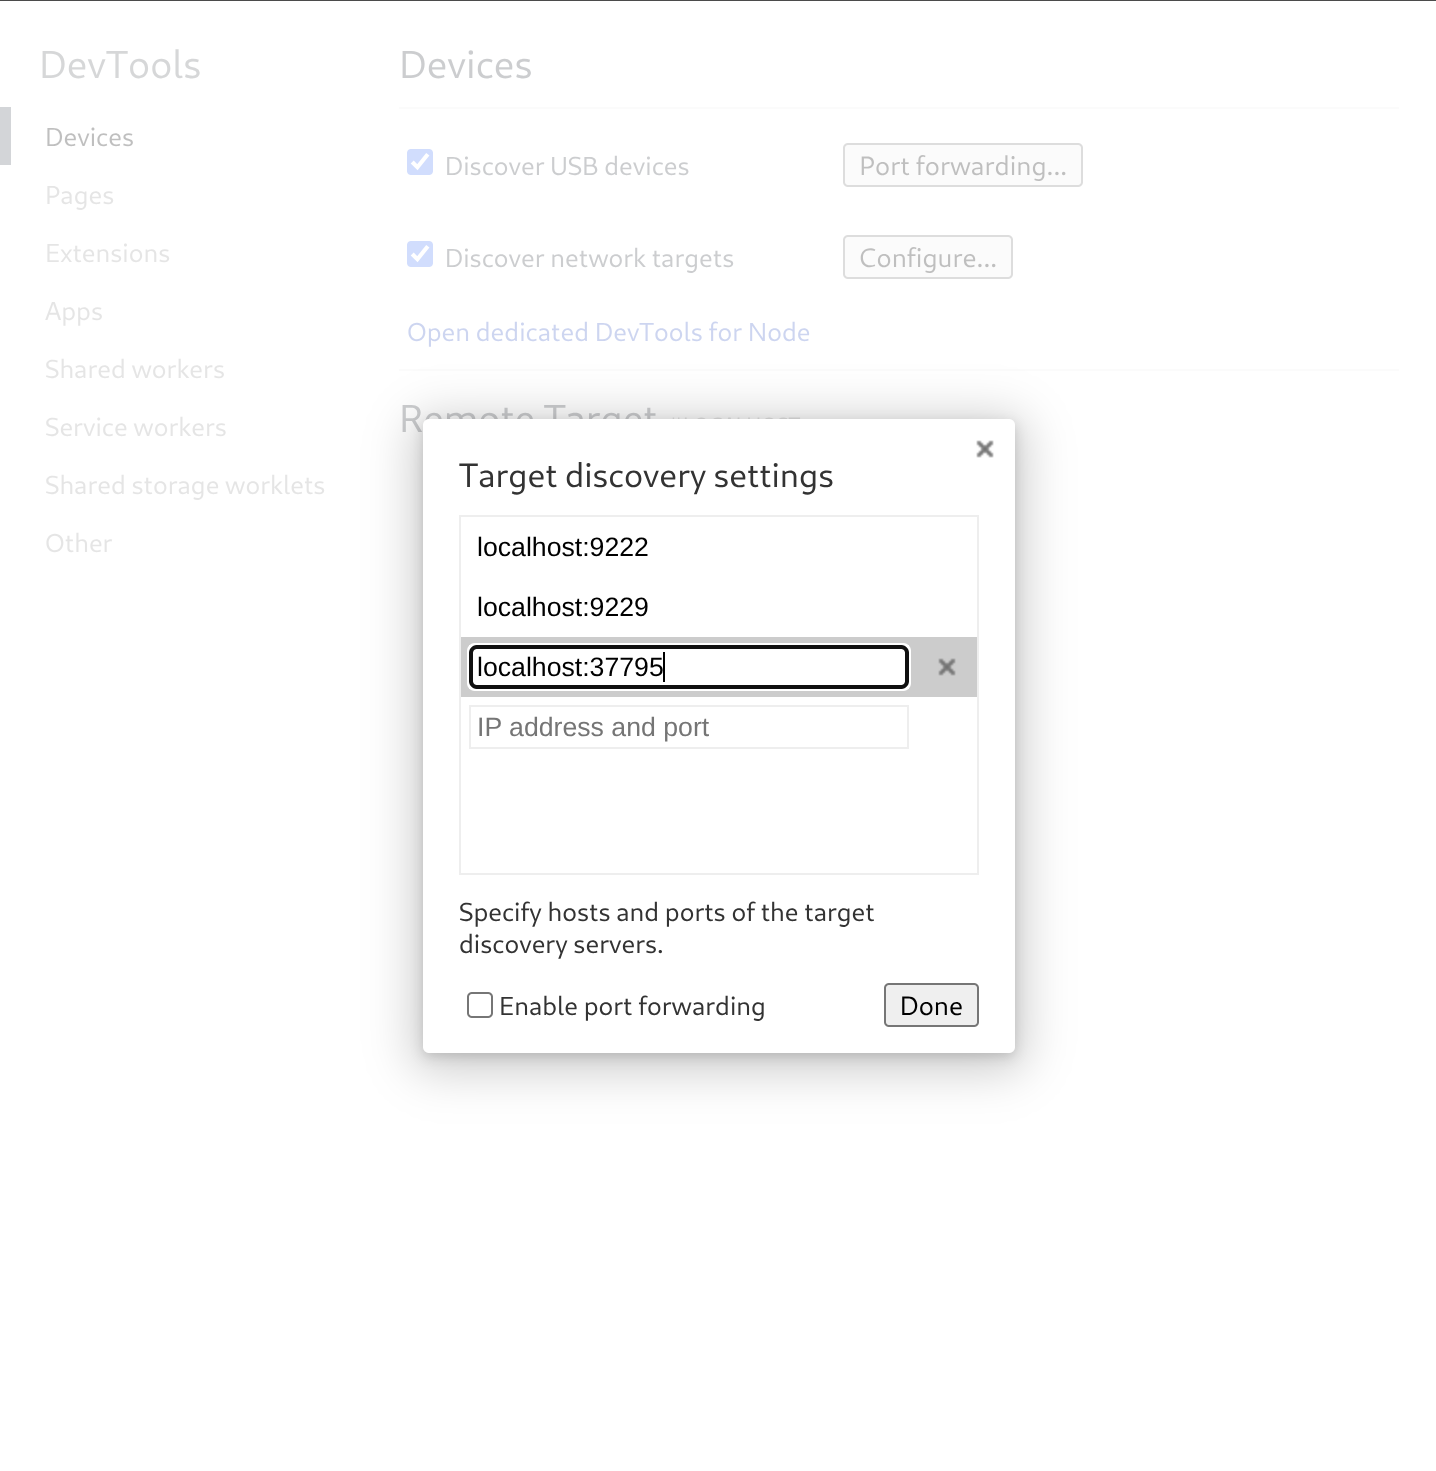 DevTools
Devices
Pages
Extensions
Apps
Shared workers
Service workers
Shared storage worklets
Other
Devices
Discover USB devices
Port forwarding...
Discover network targets
Configure...
Open dedicated DevTools for Node
Remote Target
Target discovery settings
localhost:9222
localhost:9229
localhost:37795
IP address and port
Specify hosts and ports of the target
discovery servers.
Enable port forwarding
Done